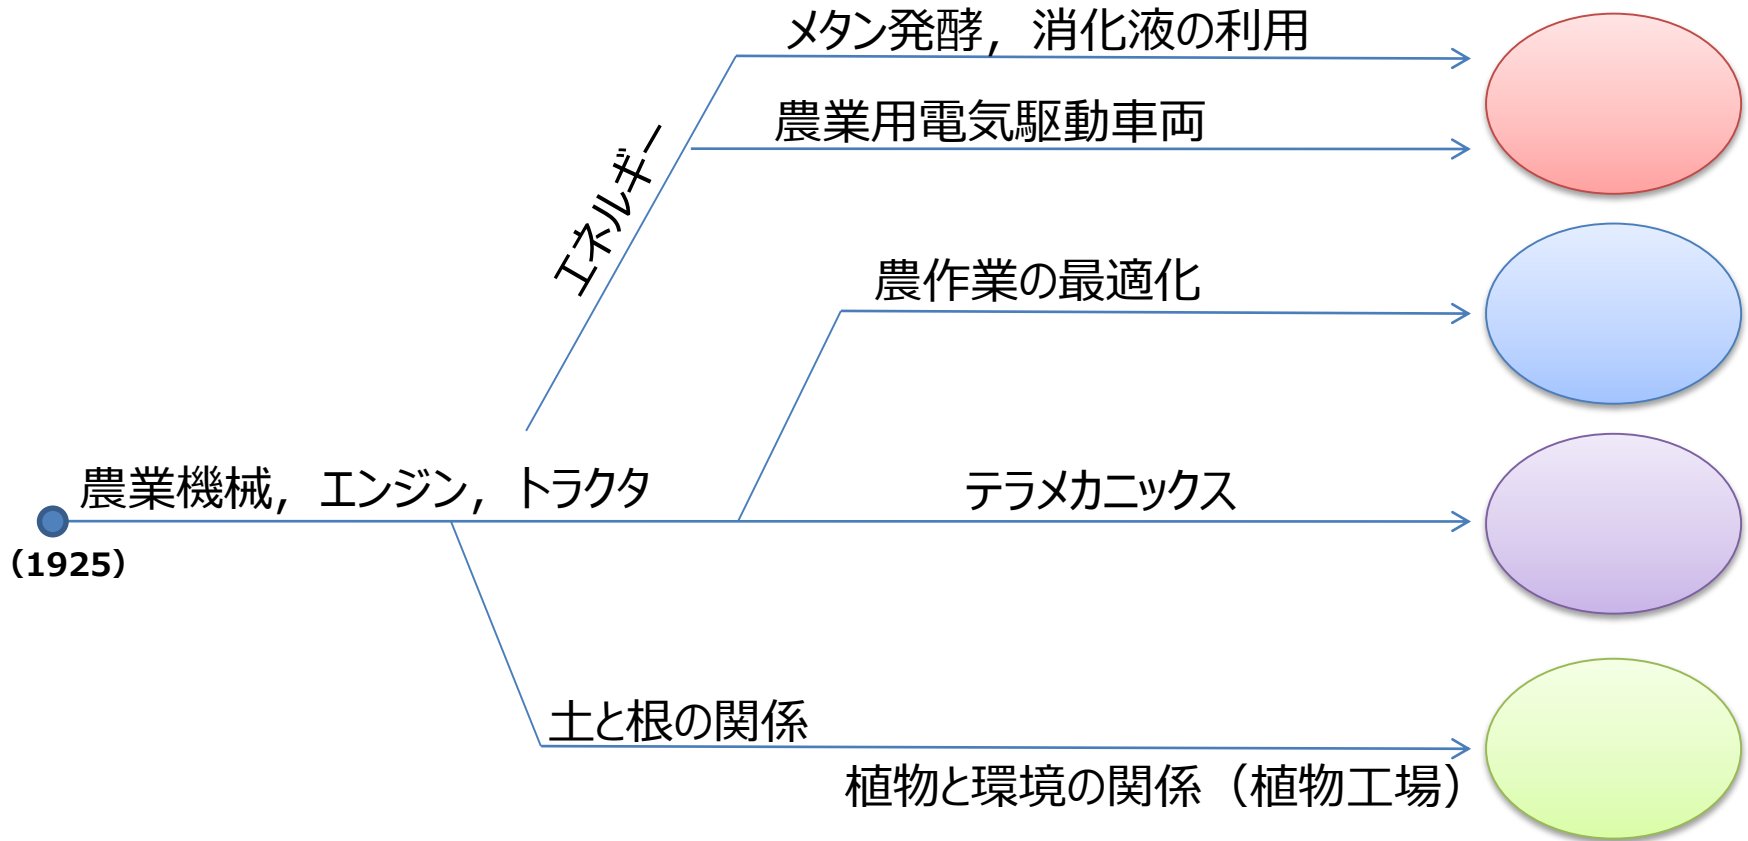 メタン発酵，消化液の利用
農業用電気駆動車両
エネルギー
農作業の最適化
農業機械，エンジン，トラクタ
テラメカニックス
（1925）
土と根の関係
植物と環境の関係（植物工場）